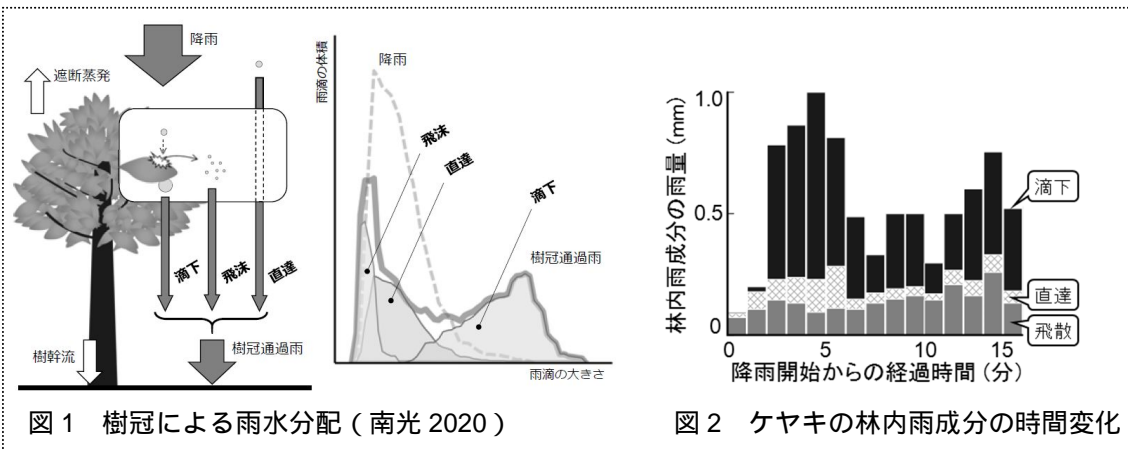 降雨
遮断蒸発
滴下
飛沫
直達
樹幹流
樹冠通過雨
雨滴の体積
降雨
飛沫
直達
滴下
樹冠通過雨
雨滴の大きさ
図 1 樹冠による雨水分配（南光 2020）
林内雨成分の雨量 (mm)
1.0
0.5
0
滴下
直達
飛散
0 5 10 15
降雨開始からの経過時間 (分)
図 2 ケヤキの林内雨成分の時間変化